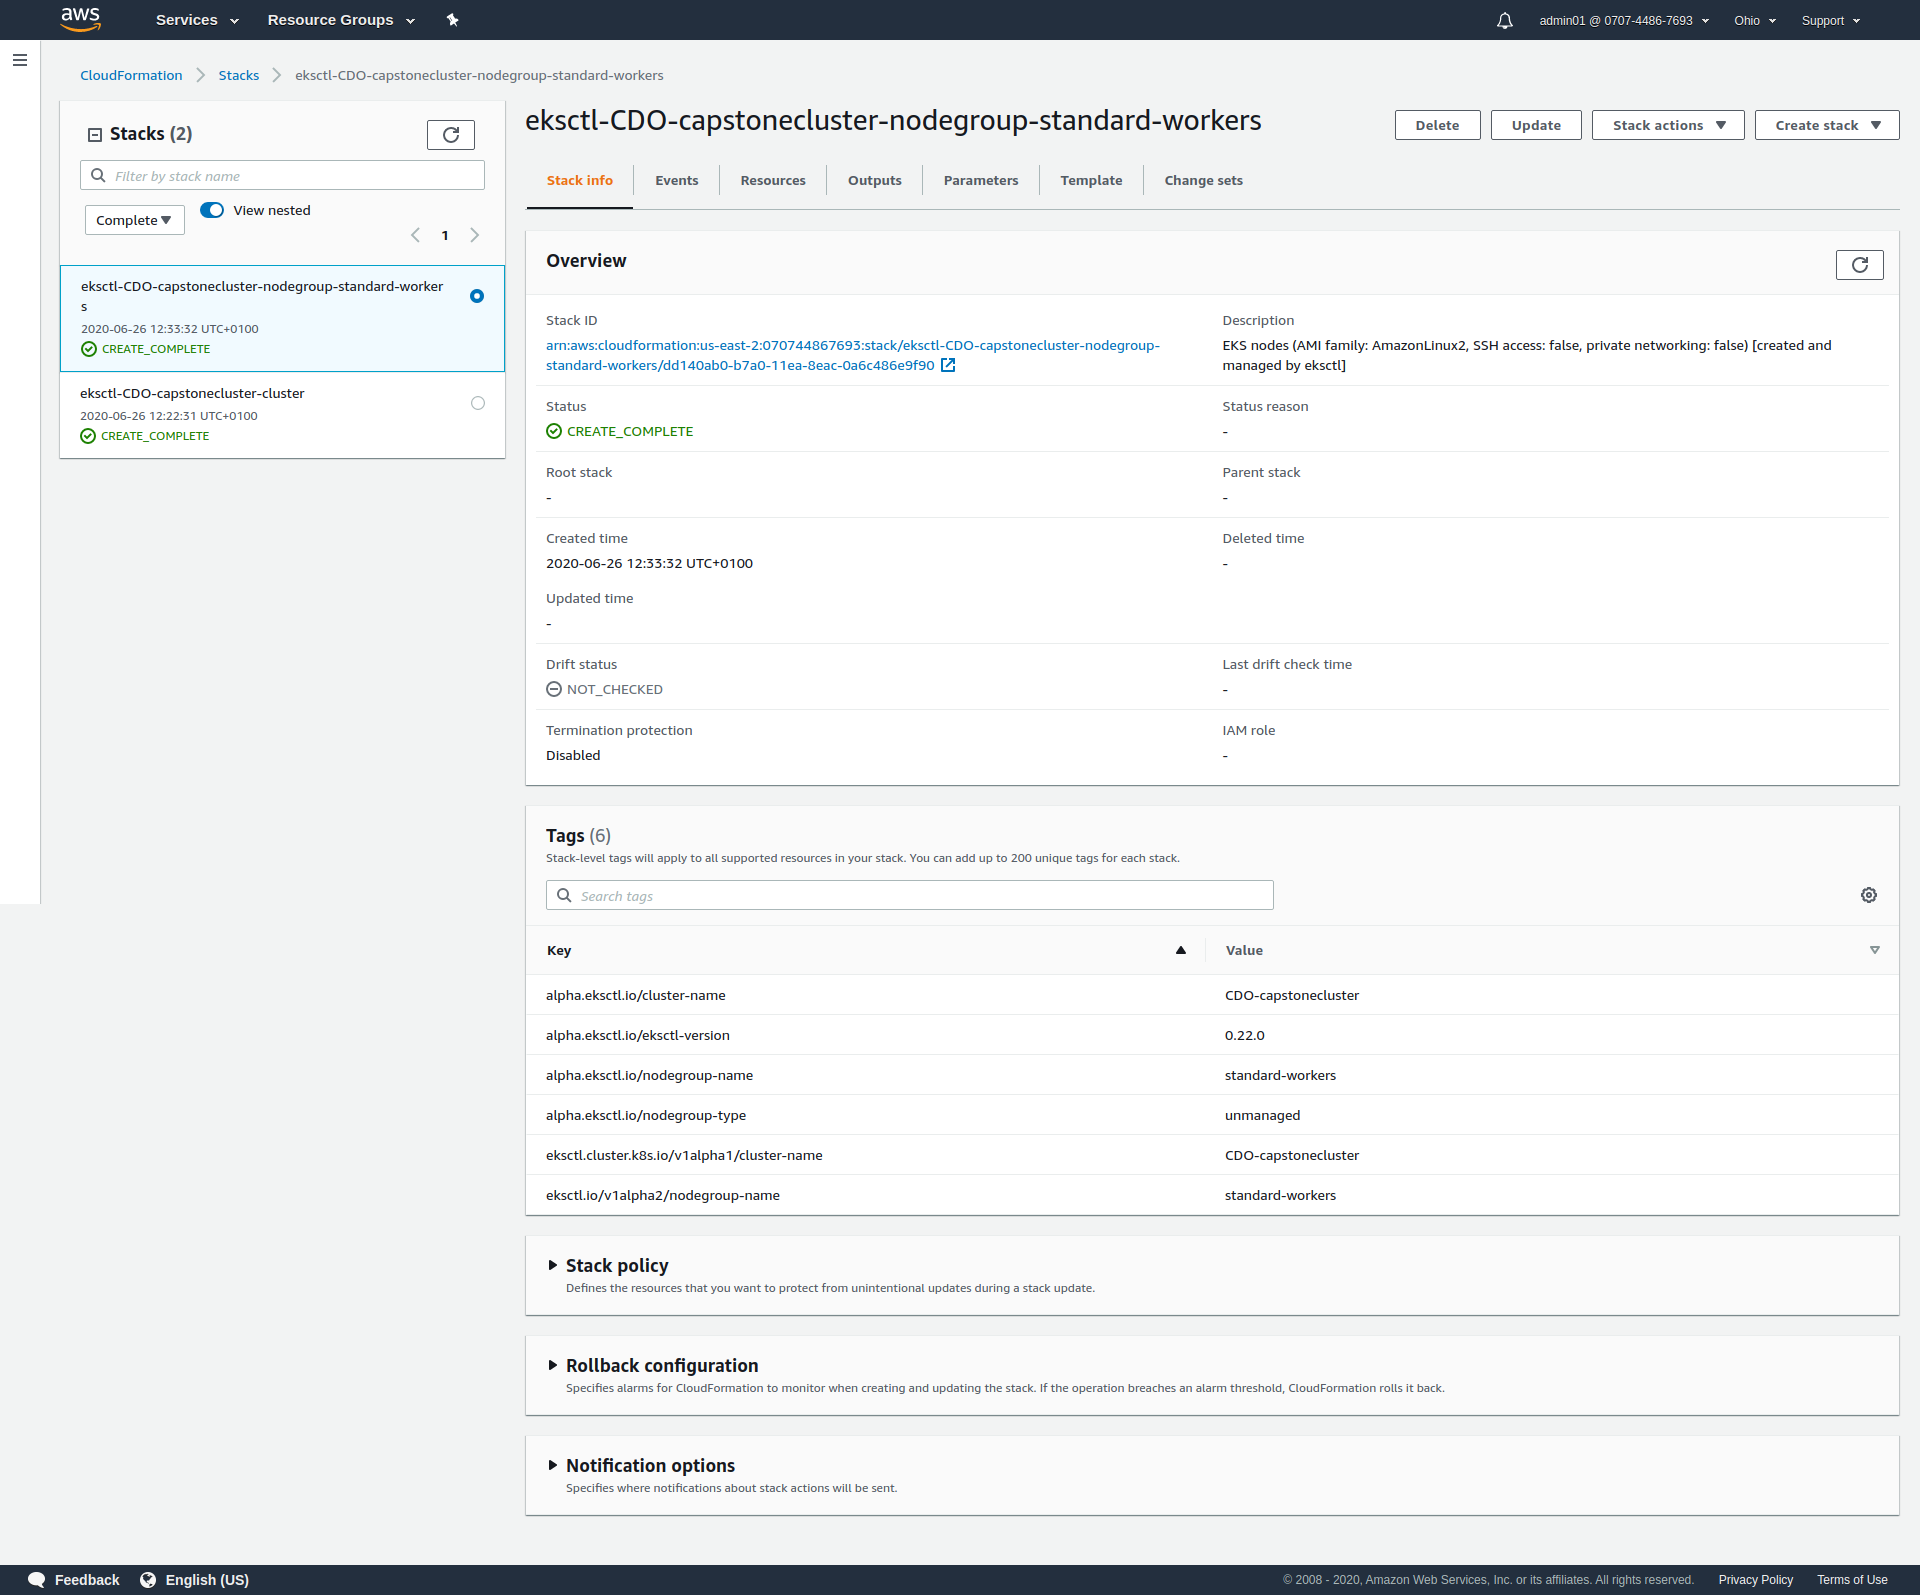 aws Services Resource Groups admin01 @ 0707-4486-7693 Ohio Support
CloudFormation Stacks eksctl-CDO-capstonecluster-nodegroup-standard-workers
Stacks (2)
Filter by stack name
Complete View nested
1
eksctl-CDO-capstonecluster-nodegroup-standard-worker
s
2020-06-26 12:33:32 UTC+0100
CREATE_COMPLETE
eksctl-CDO-capstonecluster-cluster
2020-06-26 12:22:31 UTC+0100
CREATE_COMPLETE
eksctl-CDO-capstonecluster-nodegroup-standard-workers
Delete Update Stack actions Create stack
Stack info Events Resources Outputs Parameters Template Change sets
Overview
Stack ID
arn:aws:cloudformation:us-east-2:070744867693:stack/eksctl-CDO-capstonecluster-nodegroup-
standard-workers/dd140ab0-b7a0-11ea-8eac-0a6c486e9f90
Description
EKS nodes (AMI family: AmazonLinux2, SSH access: false, private networking: false) [created and
managed by eksctl]
Status
CREATE_COMPLETE
Status reason
-
Root stack
-
Parent stack
-
Created time
2020-06-26 12:33:32 UTC+0100
Deleted time
-
Updated time
-
Drift status
NOT_CHECKED
Last drift check time
-
Termination protection
Disabled
IAM role
-
Tags (6)
Stack-level tags will apply to all supported resources in your stack. You can add up to 200 unique tags for each stack.
Search tags
Key Value
alpha.eksctl.io/cluster-name CDO-capstonecluster
alpha.eksctl.io/eksctl-version 0.22.0
alpha.eksctl.io/nodegroup-name standard-workers
alpha.eksctl.io/nodegroup-type unmanaged
eksctl.cluster.k8s.io/v1alpha1/cluster-name CDO-capstonecluster
eksctl.io/v1alpha2/nodegroup-name standard-workers
Stack policy
Defines the resources that you want to protect from unintentional updates during a stack update.
Rollback configuration
Specifies alarms for CloudFormation to monitor when creating and updating the stack. If the operation breaches an alarm threshold, CloudFormation rolls it back.
Notification options
Specifies where notifications about stack actions will be sent.
Feedback English (US) © 2008 - 2020, Amazon Web Services, Inc. or its affiliates. All rights reserved. Privacy Policy Terms of Use